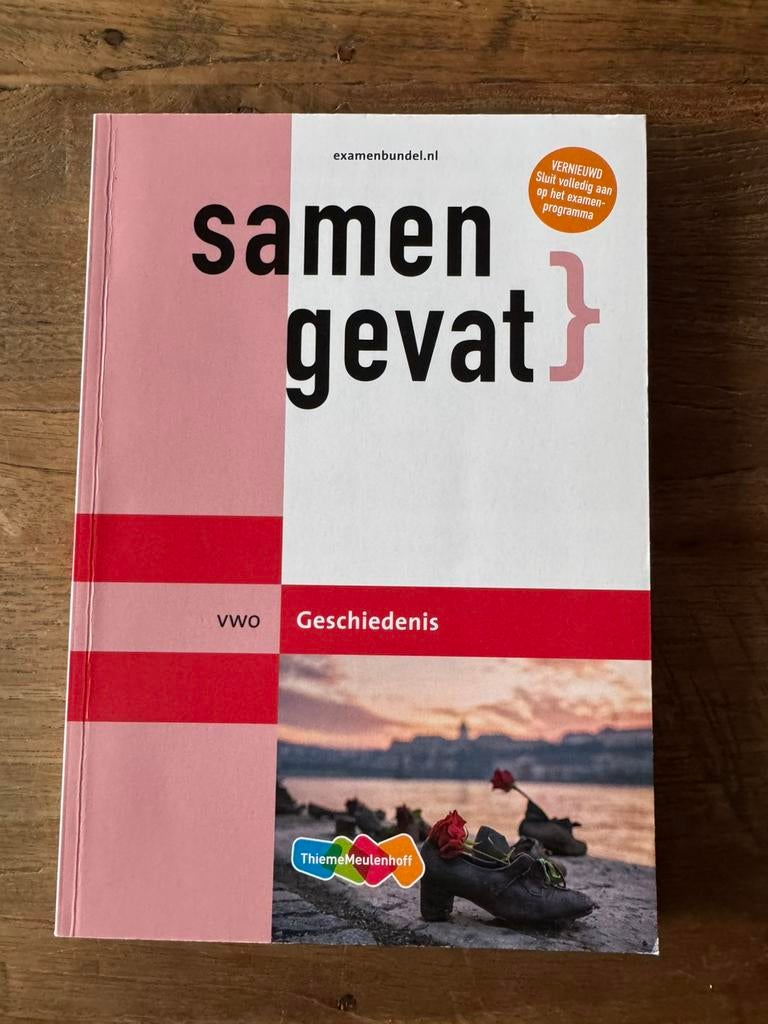 examenbundel.nl
VERNIEUWD
Sluit volledig aan
op het examen-
programma
samen
gevat}
vwo
Geschiedenis
ThiemeMeulenhoff